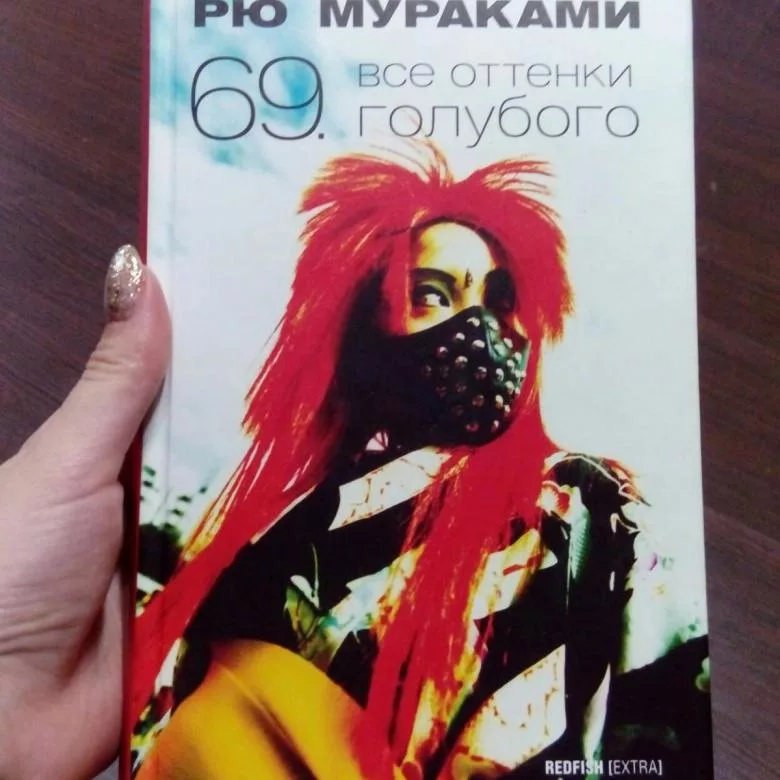 РЮ МУРАКАМИ
69. все оттенки
голубого
REDFISH [EXTRA]